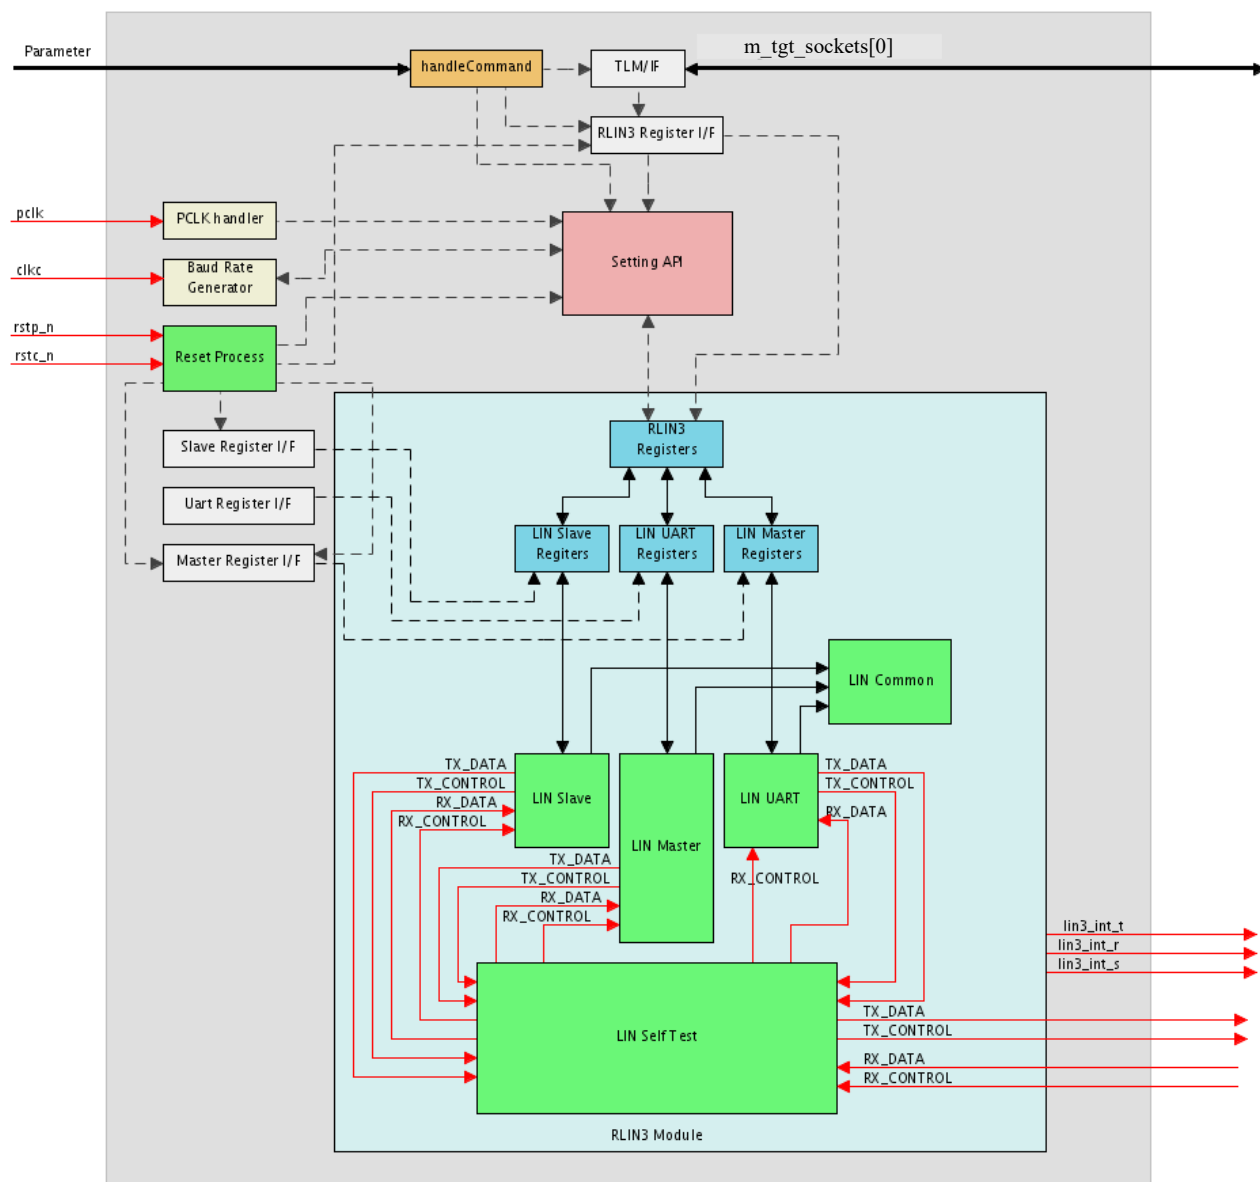 Parameter
handleCommand
TLM/IF
m_tgt_sockets[0]
RLIN3 Register I/F
pclk
PCLK handler
clkc
Baud Rate
Generator
Setting API
rstp_n
rstc_n
Reset Process
Slave Register I/F
Uart Register I/F
Master Register I/F
RLIN3
Registers
LIN Slave
Regiters
LIN UART
Registers
LIN Master
Registers
LIN Common
TX_DATA
TX_CONTROL
RX_DATA
RX_CONTROL
LIN Slave
LIN Master
LIN UART
TX_DATA
TX_CONTROL
RX_DATA
TX_DATA
TX_CONTROL
RX_DATA
RX_CONTROL
RX_CONTROL
lin3_int_t
lin3_int_r
lin3_int_s
LIN Self Test
TX_DATA
TX_CONTROL
RX_DATA
RX_CONTROL
RLIN3 Module